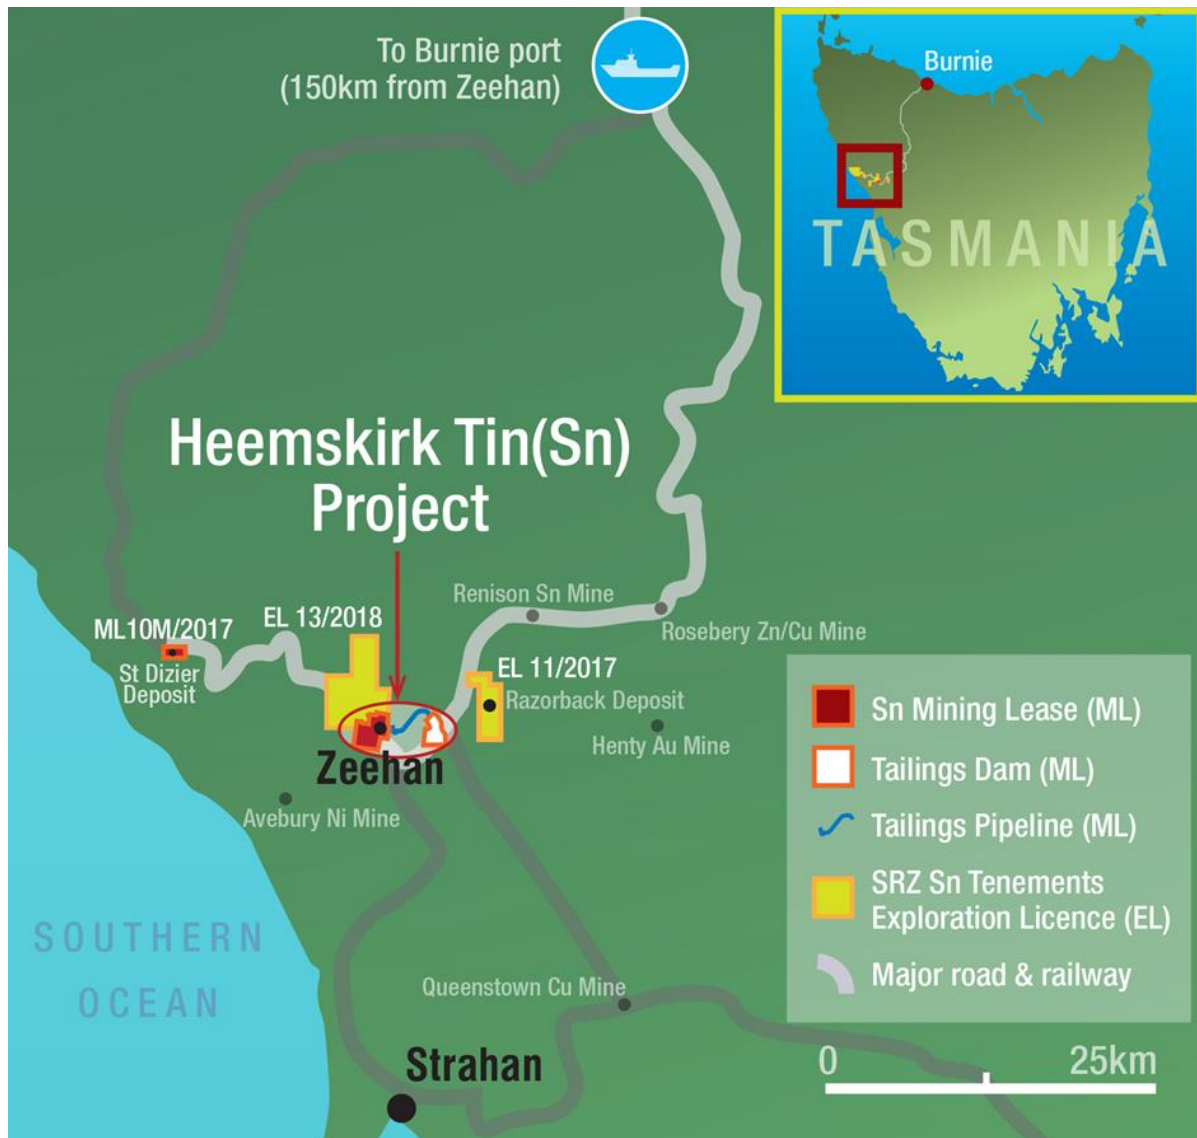 To Burnie port
(150km from Zeehan)
Burnie
TASMANIA
Heemskirk Tin(Sn)
Project
Renison Sn Mine
Rosebery Zn/Cu Mine
ML10M/2017
St Dizier
Deposit
EL 13/2018
EL 11/2017
Razorback Deposit
Henty Au Mine
Zeehan
Avebury Ni Mine
SOUTHERN
OCEAN
Queenstown Cu Mine
Strahan
Sn Mining Lease (ML)
Tailings Dam (ML)
Tailings Pipeline (ML)
SRZ Sn Tenements
Exploration Licence (EL)
Major road & railway
0
25km